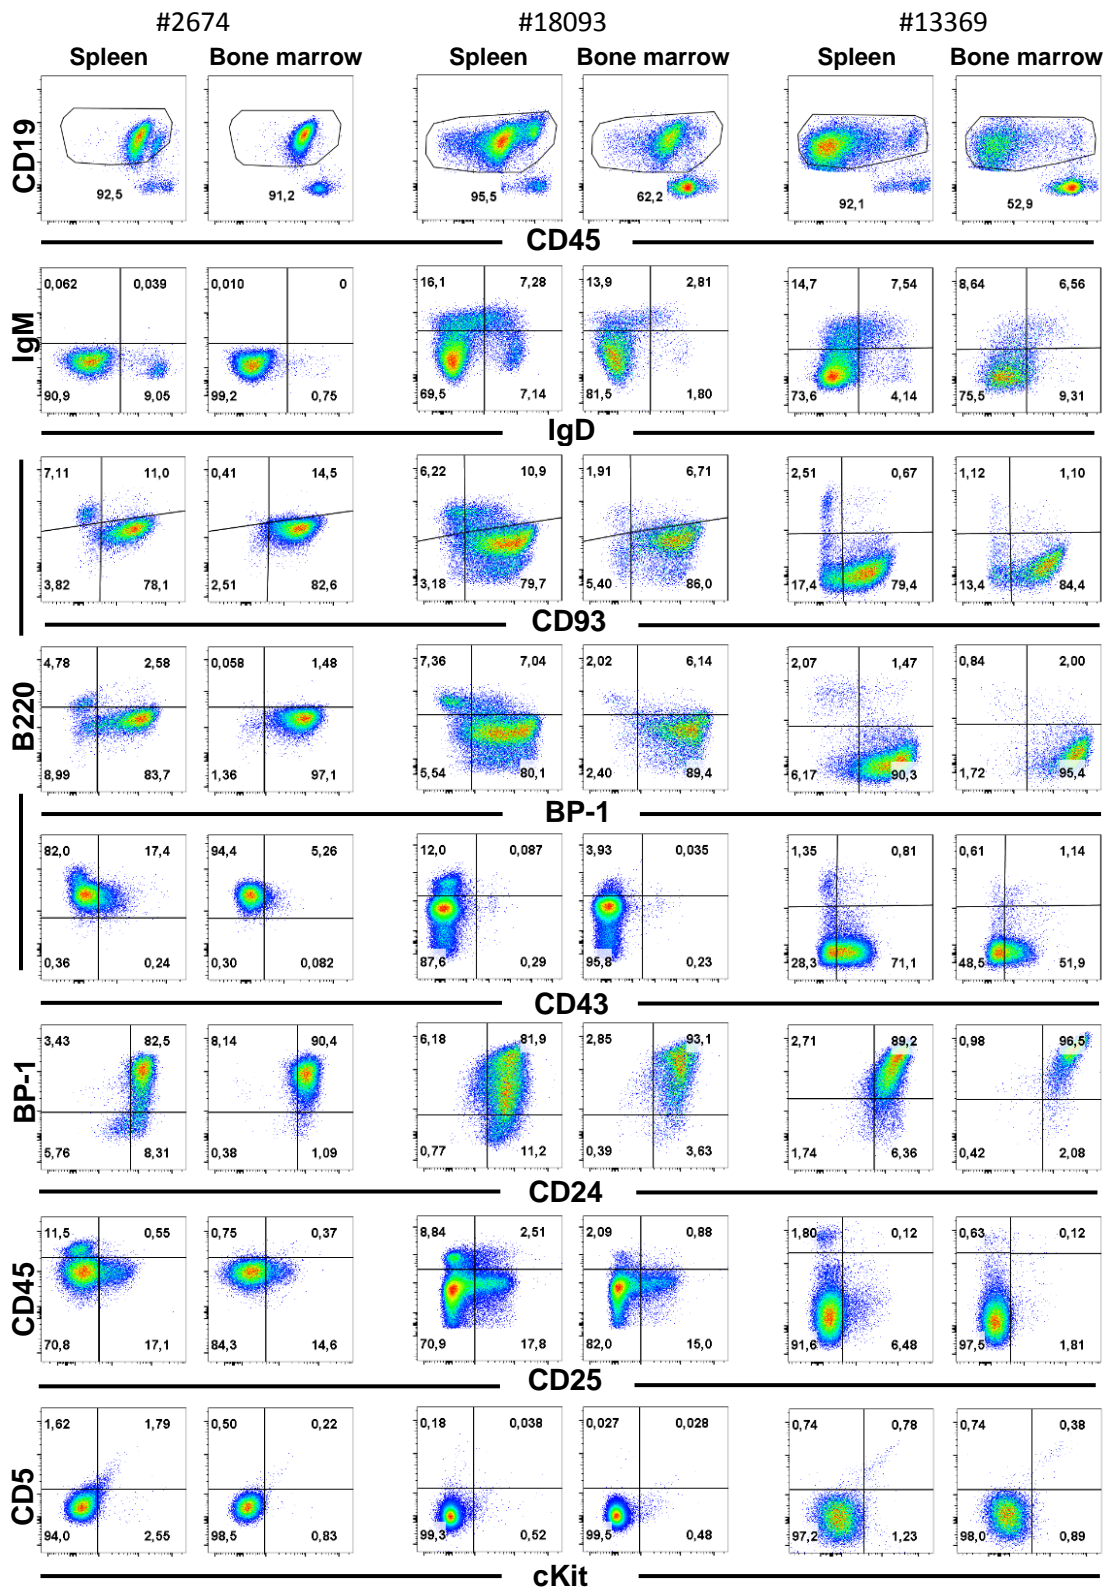 #2674 #18093 #13369
Spleen Bone marrow Spleen Bone marrow Spleen Bone marrow
CD19
92,5 91,2 95,5 62,2 92,1 52,9
CD45
IgM
0,062 0,039 0,010 0 16,1 7,28 13,9 2,81 14,7 7,54 8,64 6,56
90,9 9,05 99,2 0,75 69,5 7,14 81,5 1,80 73,6 4,14 75,5 9,31
IgD
7,11 11,0 0,41 14,5 6,22 10,9 1,91 6,71 2,51 0,67 1,12 1,10
3,82 78,1 2,51 82,6 3,18 79,7 5,40 86,0 17,4 79,4 13,4 84,4
CD93
B220
4,78 2,58 0,058 1,48 7,36 7,04 2,02 6,14 2,07 1,47 0,84 2,00
8,99 83,7 1,36 97,1 5,54 80,1 2,40 89,4 6,17 90,3 1,72 95,4
BP-1
82,0 17,4 94,4 5,26 12,0 0,087 3,93 0,035 1,35 0,81 0,61 1,14
0,36 0,24 0,30 0,082 87,6 0,29 95,8 0,23 28,3 71,1 48,5 51,9
CD43
BP-1
3,43 82,5 8,14 90,4 6,18 81,9 2,85 93,1 2,71 89,2 0,98 96,5
5,76 8,31 0,38 1,09 0,77 11,2 0,39 3,63 1,74 6,36 0,42 2,08
CD24
CD45
11,5 0,55 0,75 0,37 8,84 2,51 2,09 0,88 1,80 0,12 0,63 0,12
70,8 17,1 84,3 14,6 70,9 17,8 82,0 15,0 91,6 6,48 97,5 1,81
CD25
CD5
1,62 1,79 0,50 0,22 0,18 0,038 0,027 0,028 0,74 0,78 0,74 0,38
94,0 2,55 98,5 0,83 99,3 0,52 99,5 0,48 97,2 1,23 98,0 0,89
cKit